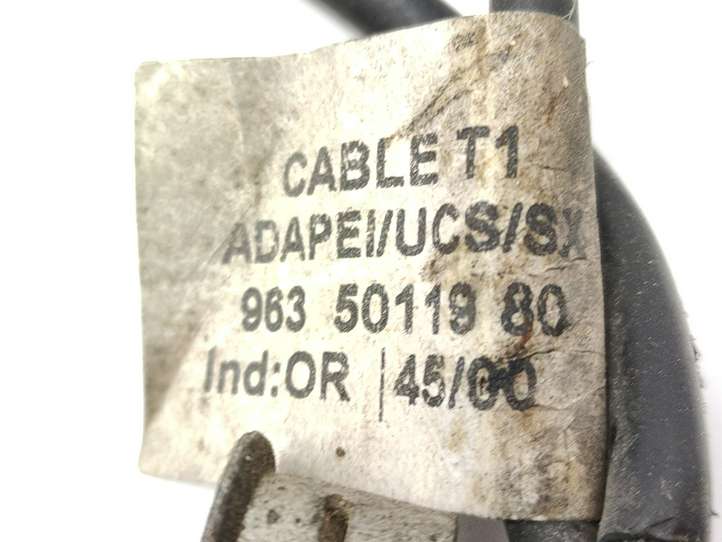 CABLE T1
ADAPEI/UCS/SX
963 50119 80
Ind:OR | 45/00